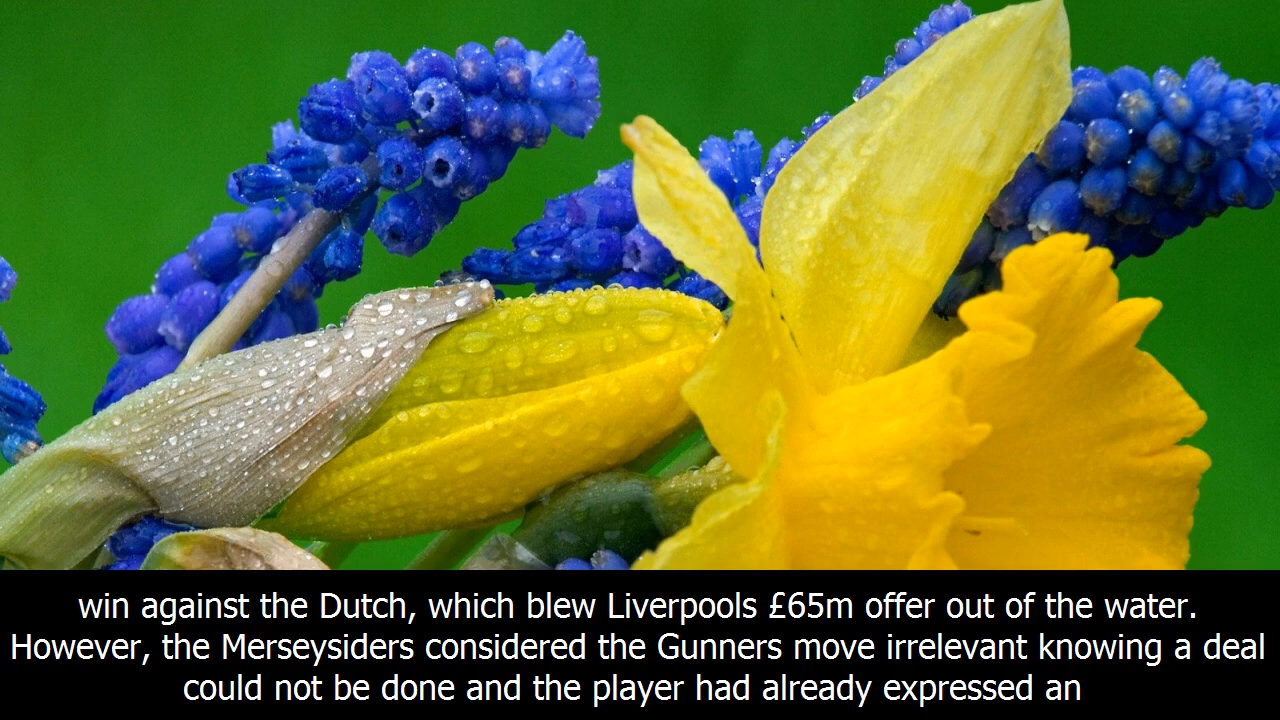 win against the Dutch, which blew Liverpools £65m offer out of the water.
However, the Merseysiders considered the Gunners move irrelevant knowing a deal
could not be done and the player had already expressed an